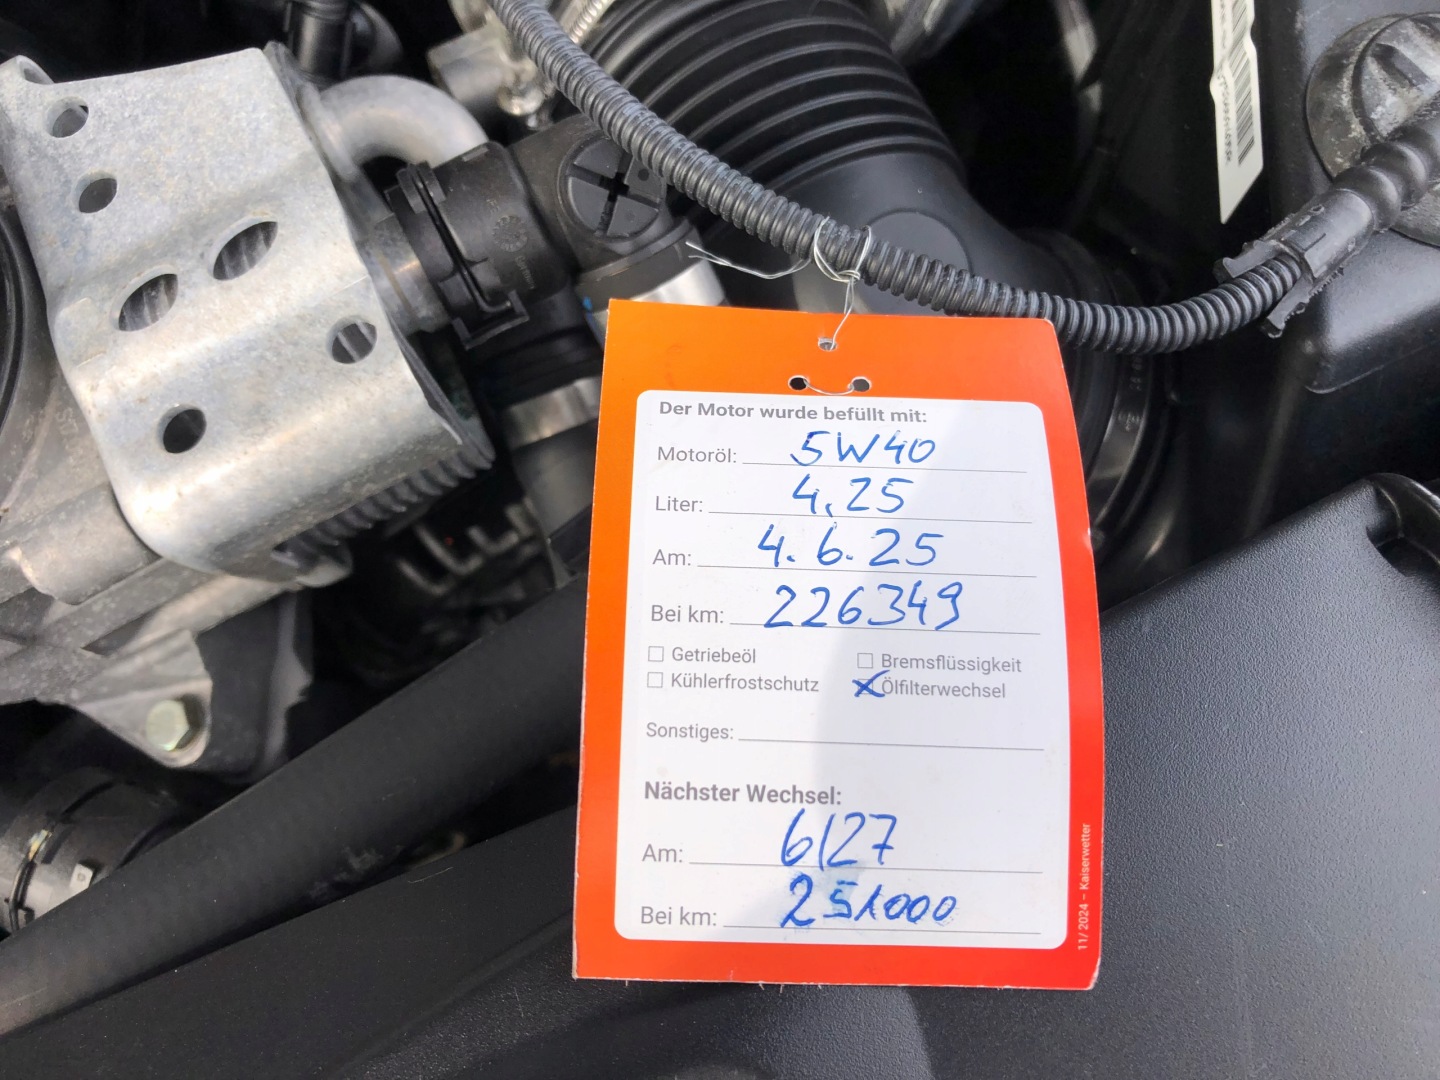 Der Motor wurde befüllt mit:
Motoröl: 5W40
Liter: 4,25
Am: 4.6.25
Bei km: 226349
Getriebeöl Bremsflüssigkeit
Kühlerfrostschutz Ölfilterwechsel
Sonstiges:
Nächster Wechsel:
Am: 6/27
Bei km: 251000
11/2024 – Kaiserwetter